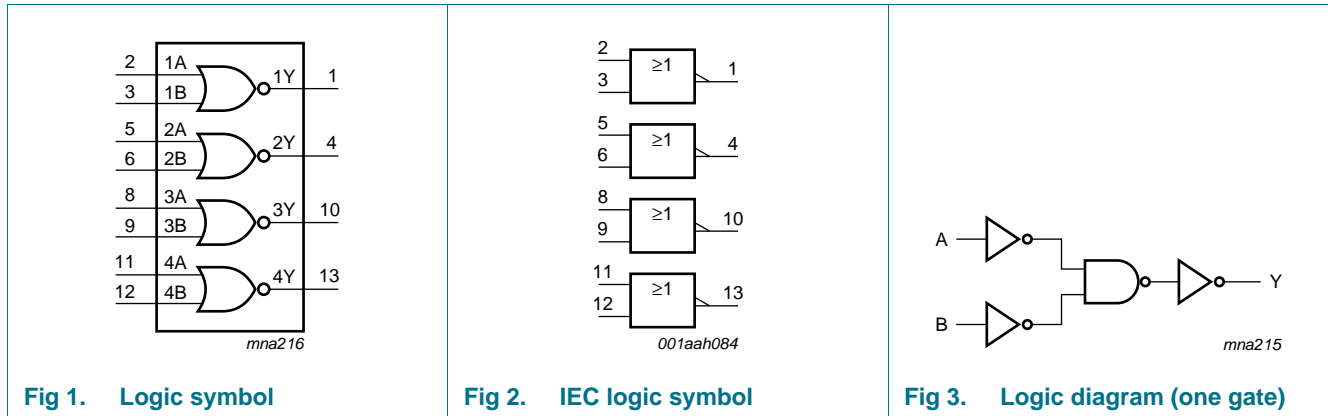 2 1A 1Y 1
3 1B
5 2A 2Y 4
6 2B
8 3A 3Y 10
9 3B
11 4A 4Y 13
12 4B
mna216
Fig 1. Logic symbol
2 ≥1 1
3
5 ≥1 4
6
8 ≥1 10
9
11 ≥1 13
12
001aah084
Fig 2. IEC logic symbol
A
Y
B
mna215
Fig 3. Logic diagram (one gate)